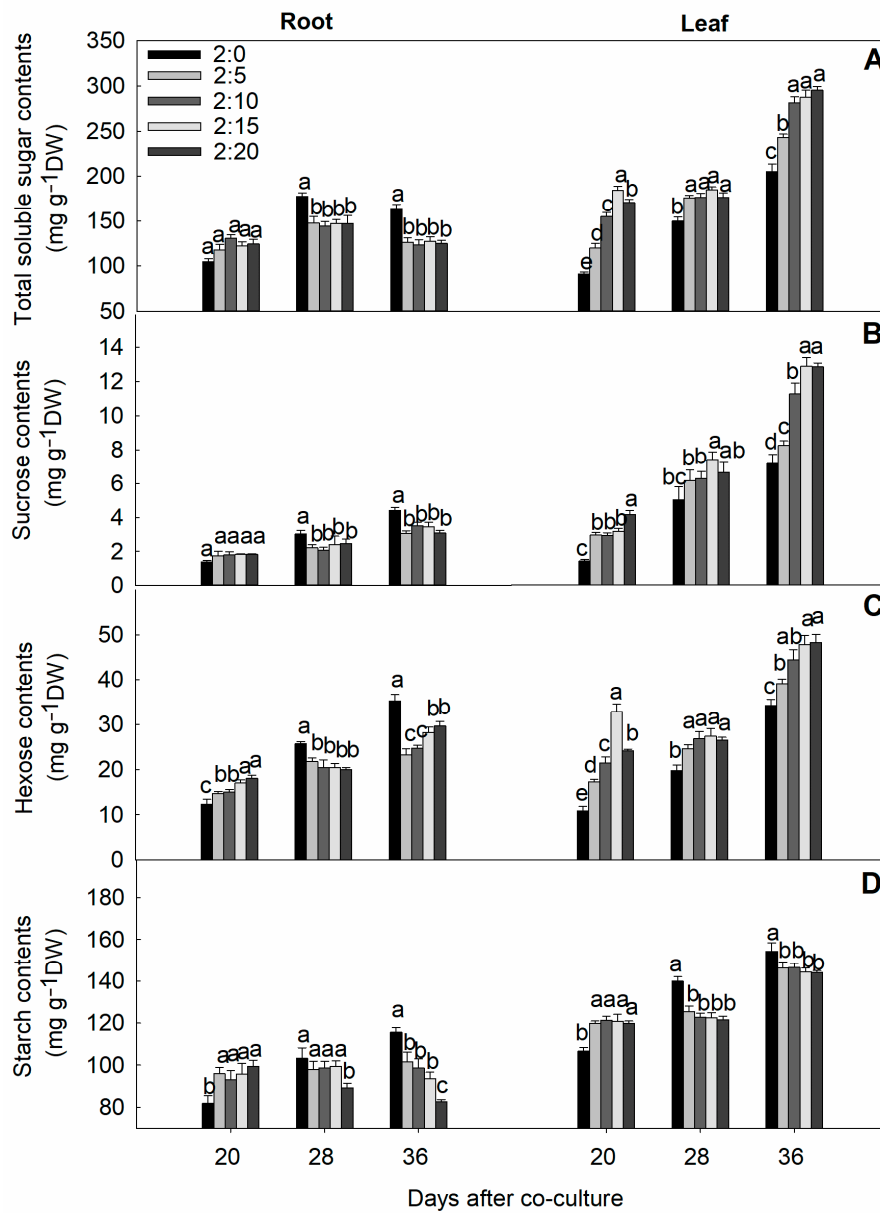 Root Leaf
A
Total soluble sugar contents
(mg g⁻¹DW)
350
300
250
200
150
100
50
2:0
2:5
2:10
2:15
2:20
a a a a a
a b b b b
a b b b b
e d c a b
b a a a a
c b a a a
B
Sucrose contents
(mg g⁻¹DW)
14
12
10
8
6
4
2
0
a a a a a
a b b b b
a b b b b
c b b b a
bc b b a ab
d c b a a
C
Hexose contents
(mg g⁻¹DW)
50
40
30
20
10
0
c b b a a
a b b b b
a c c b b
e d c a b
b a a a a
c b ab a a
D
Starch contents
(mg g⁻¹DW)
180
160
140
120
100
80
b a a a a
a a a a b
a b b b c
b a a a a
a b b b b
a b b b b
20 28 36 20 28 36
Days after co-culture